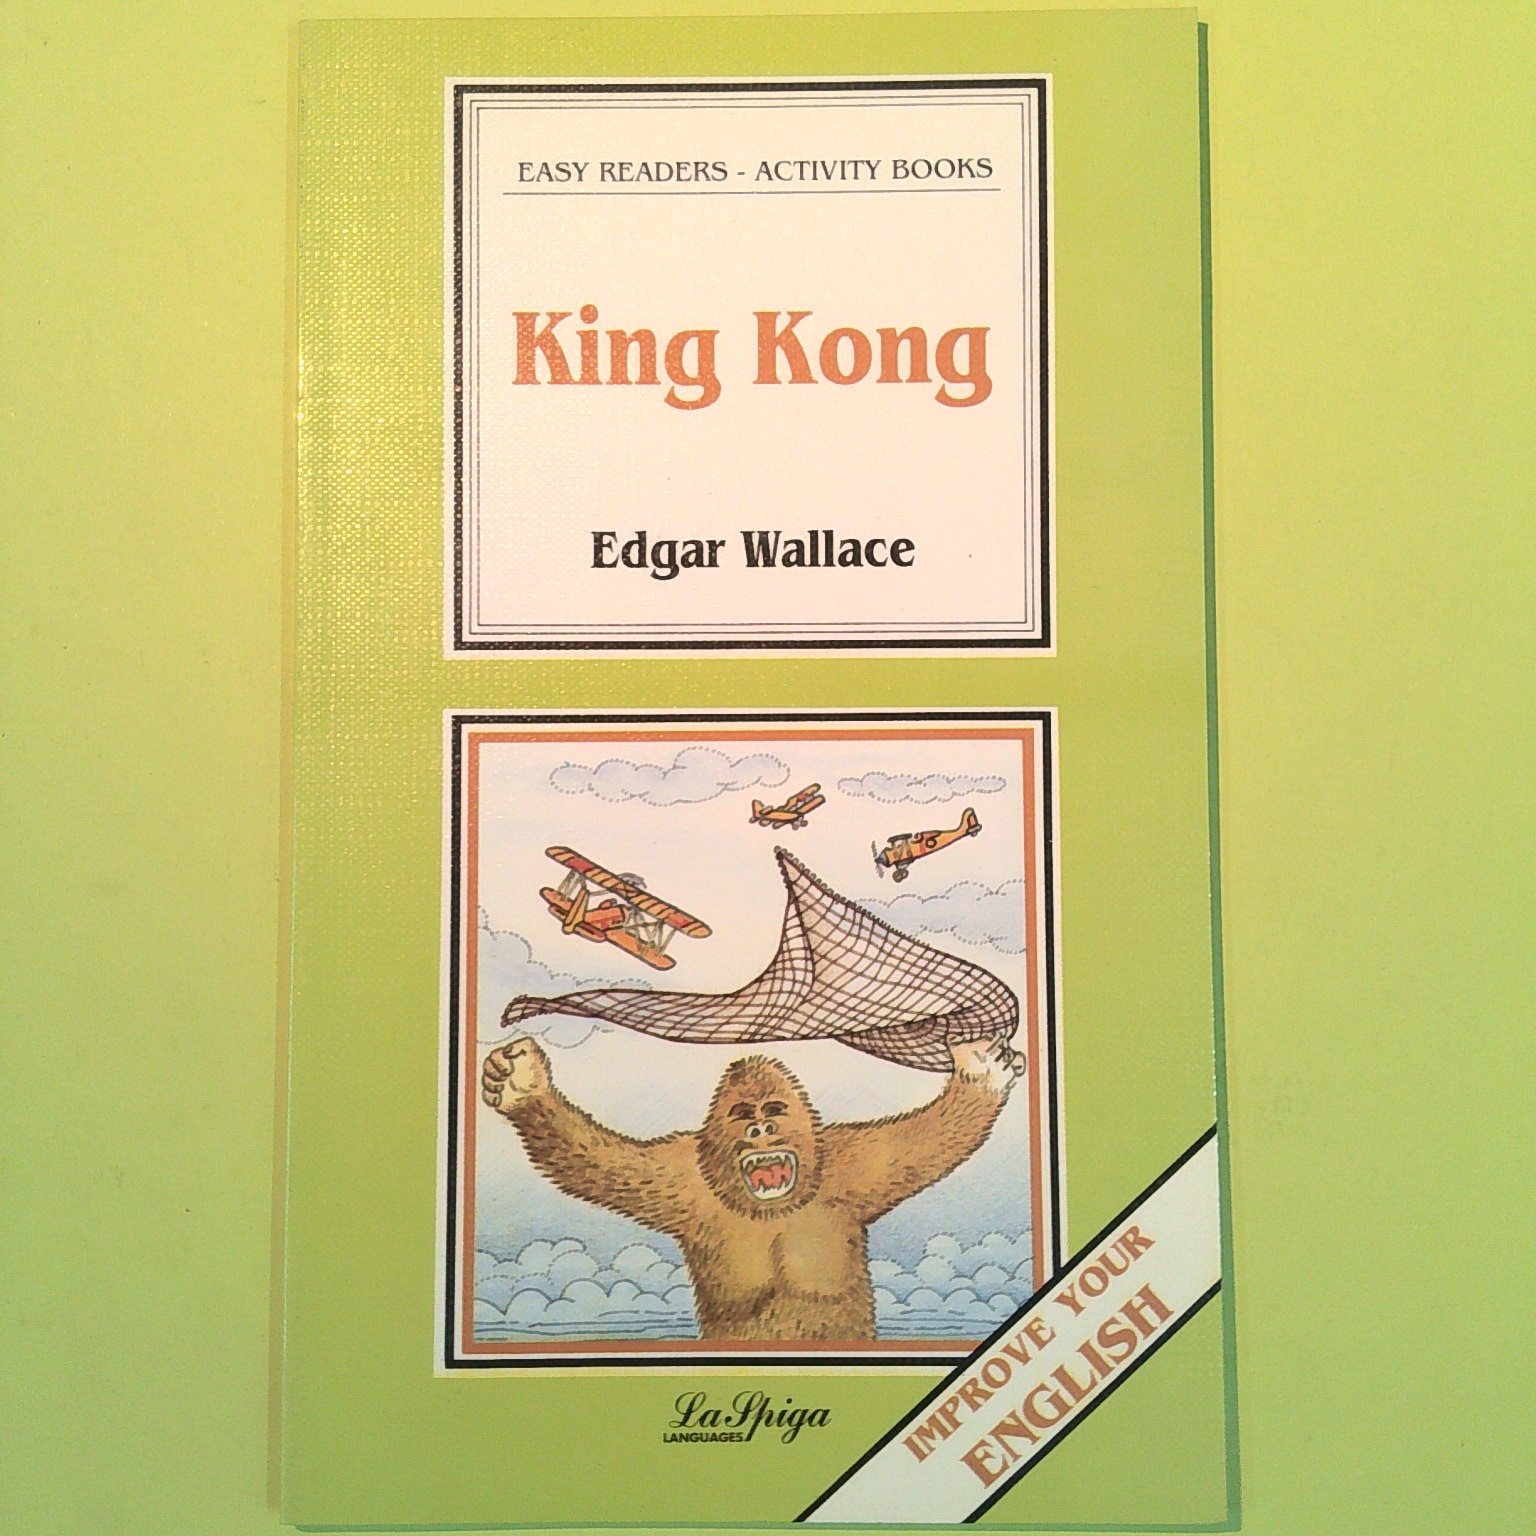 EASY READERS - ACTIVITY BOOKS
King Kong
Edgar Wallace
La Spiga
LANGUAGES
IMPROVE YOUR
ENGLISH